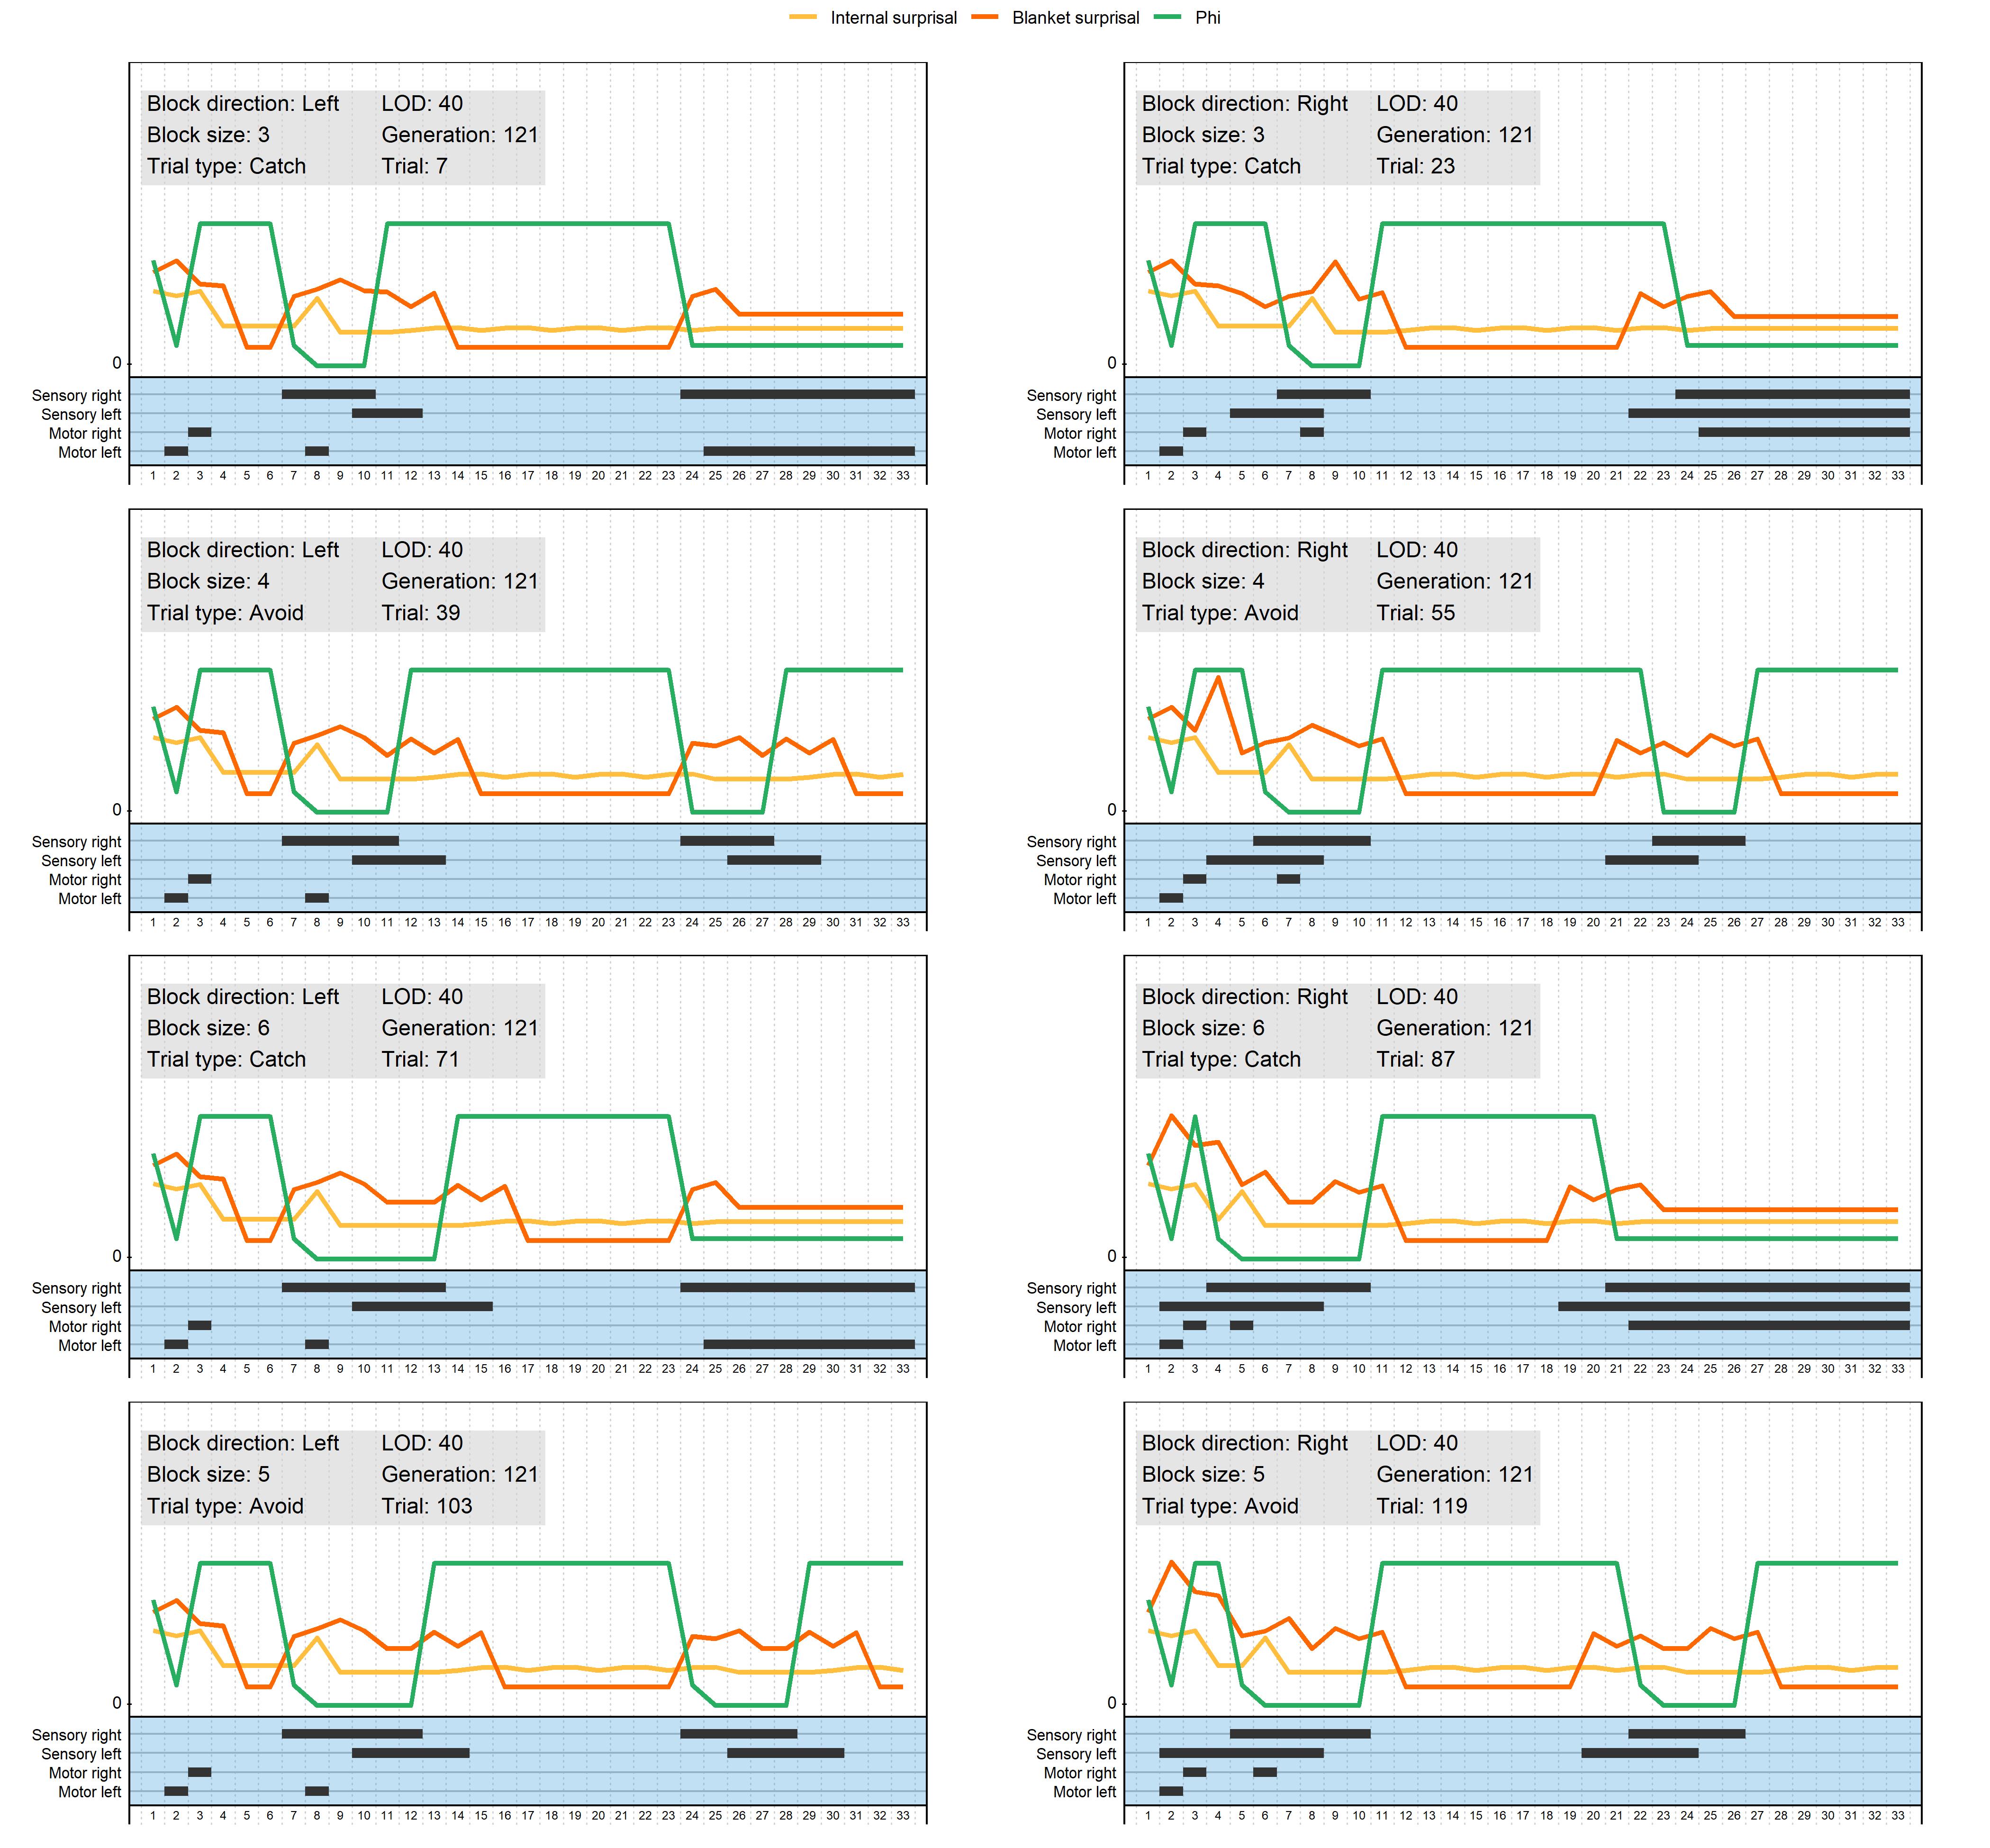 Internal surprisal Blanket surprisal Phi
Block direction: Left LOD: 40
Block size: 3 Generation: 121
Trial type: Catch Trial: 7
0
Sensory right
Sensory left
Motor right
Motor left
1 2 3 4 5 6 7 8 9 10 11 12 13 14 15 16 17 18 19 20 21 22 23 24 25 26 27 28 29 30 31 32 33
Block direction: Right LOD: 40
Block size: 3 Generation: 121
Trial type: Catch Trial: 23
0
Sensory right
Sensory left
Motor right
Motor left
1 2 3 4 5 6 7 8 9 10 11 12 13 14 15 16 17 18 19 20 21 22 23 24 25 26 27 28 29 30 31 32 33
Block direction: Left LOD: 40
Block size: 4 Generation: 121
Trial type: Avoid Trial: 39
0
Sensory right
Sensory left
Motor right
Motor left
1 2 3 4 5 6 7 8 9 10 11 12 13 14 15 16 17 18 19 20 21 22 23 24 25 26 27 28 29 30 31 32 33
Block direction: Right LOD: 40
Block size: 4 Generation: 121
Trial type: Avoid Trial: 55
0
Sensory right
Sensory left
Motor right
Motor left
1 2 3 4 5 6 7 8 9 10 11 12 13 14 15 16 17 18 19 20 21 22 23 24 25 26 27 28 29 30 31 32 33
Block direction: Left LOD: 40
Block size: 6 Generation: 121
Trial type: Catch Trial: 71
0
Sensory right
Sensory left
Motor right
Motor left
1 2 3 4 5 6 7 8 9 10 11 12 13 14 15 16 17 18 19 20 21 22 23 24 25 26 27 28 29 30 31 32 33
Block direction: Right LOD: 40
Block size: 6 Generation: 121
Trial type: Catch Trial: 87
0
Sensory right
Sensory left
Motor right
Motor left
1 2 3 4 5 6 7 8 9 10 11 12 13 14 15 16 17 18 19 20 21 22 23 24 25 26 27 28 29 30 31 32 33
Block direction: Left LOD: 40
Block size: 5 Generation: 121
Trial type: Avoid Trial: 103
0
Sensory right
Sensory left
Motor right
Motor left
1 2 3 4 5 6 7 8 9 10 11 12 13 14 15 16 17 18 19 20 21 22 23 24 25 26 27 28 29 30 31 32 33
Block direction: Right LOD: 40
Block size: 5 Generation: 121
Trial type: Avoid Trial: 119
0
Sensory right
Sensory left
Motor right
Motor left
1 2 3 4 5 6 7 8 9 10 11 12 13 14 15 16 17 18 19 20 21 22 23 24 25 26 27 28 29 30 31 32 33